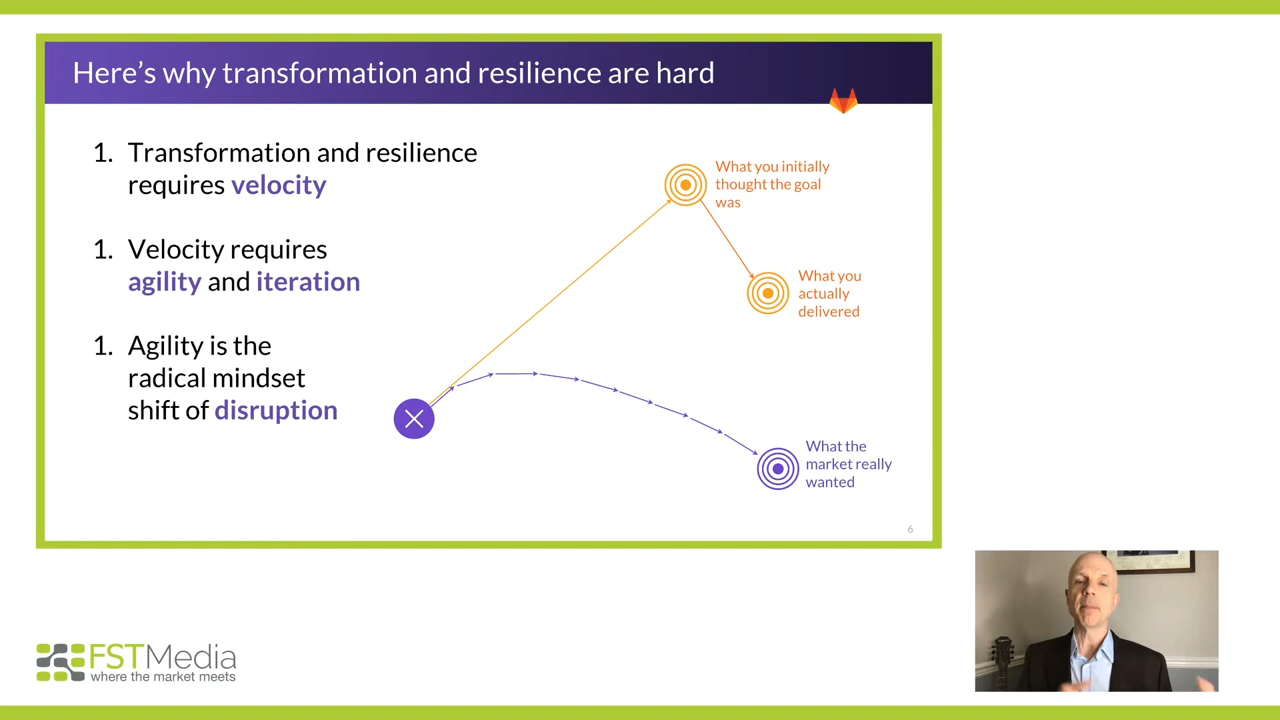 Here's why transformation and resilience are hard
1. Transformation and resilience
requires velocity
1. Velocity requires
agility and iteration
1. Agility is the
radical mindset
shift of disruption
What you initially
thought the goal
was
What you
actually
delivered
What the
market really
wanted
6
FSTMedia
where the market meets